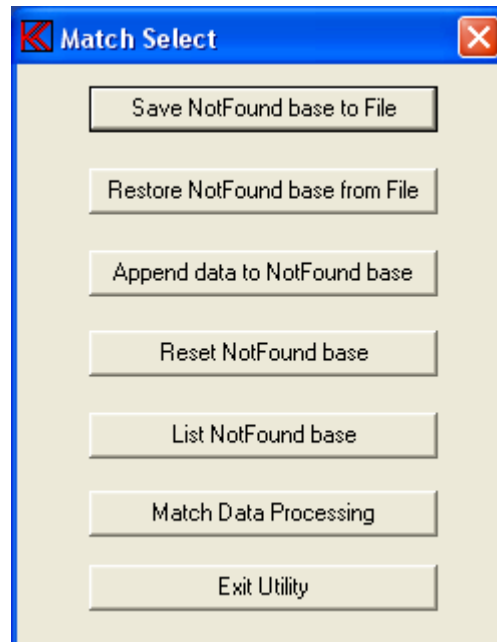 Match Select
Save NotFound base to File
Restore NotFound base from File
Append data to NotFound base
Reset NotFound base
List NotFound base
Match Data Processing
Exit Utility